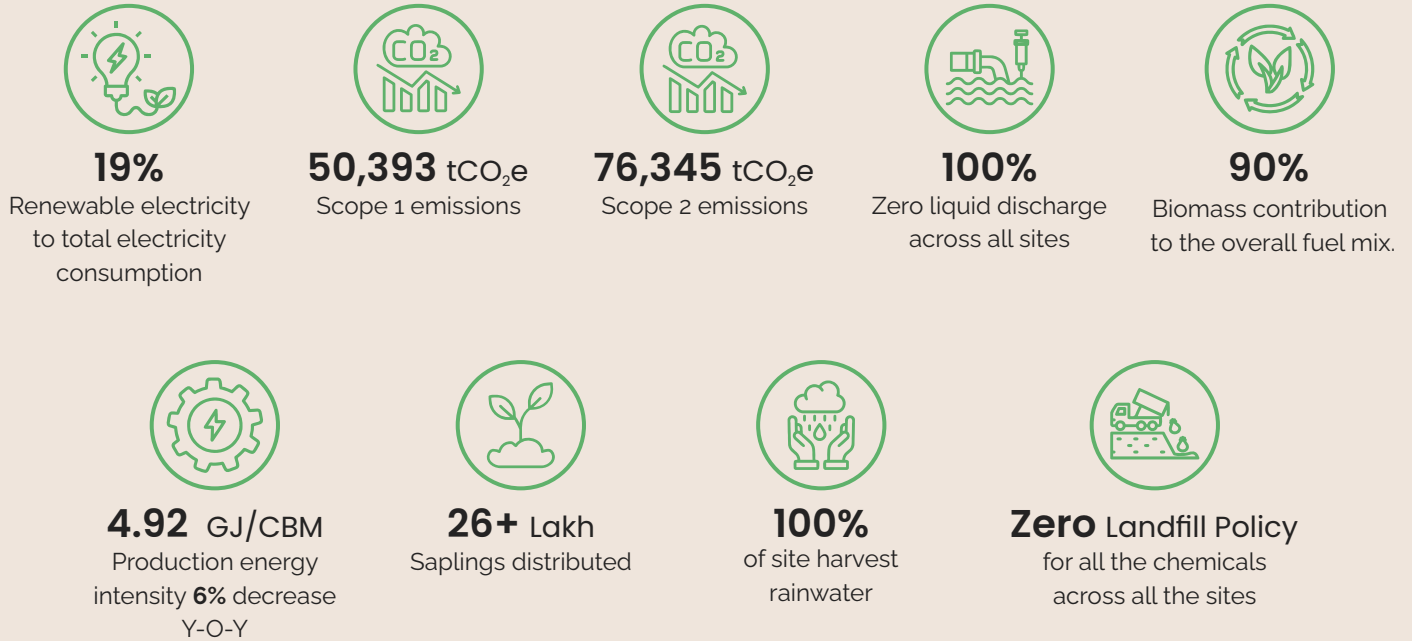 CO₂
CO₂
19%
Renewable electricity
to total electricity
consumption
50,393 tCO₂e
Scope 1 emissions
76,345 tCO₂e
Scope 2 emissions
100%
Zero liquid discharge
across all sites
90%
Biomass contribution
to the overall fuel mix.
4.92 GJ/CBM
Production energy
intensity 6% decrease
Y-O-Y
26+ Lakh
Saplings distributed
100%
of site harvest
rainwater
Zero Landfill Policy
for all the chemicals
across all the sites